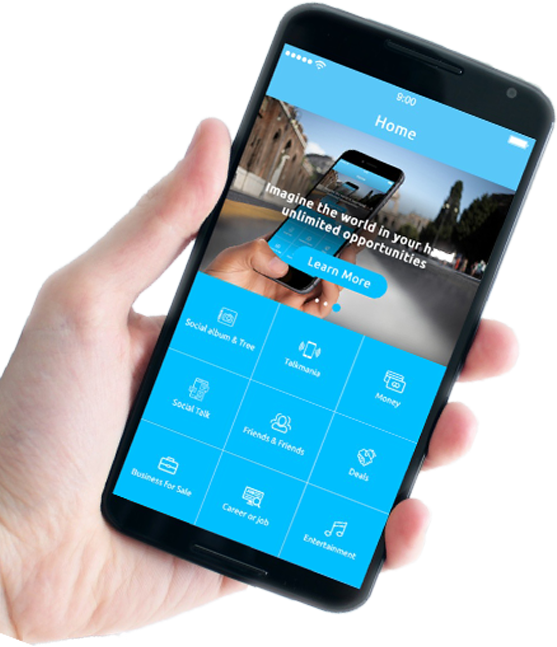 9:00
Home
Imagine the world in your
unlimited opportunities
Learn More
Social album & Tree
Talkmania
Money
Social Talk
Friends & Friends
Deals
Business for Sale
Career or job
Entertainment